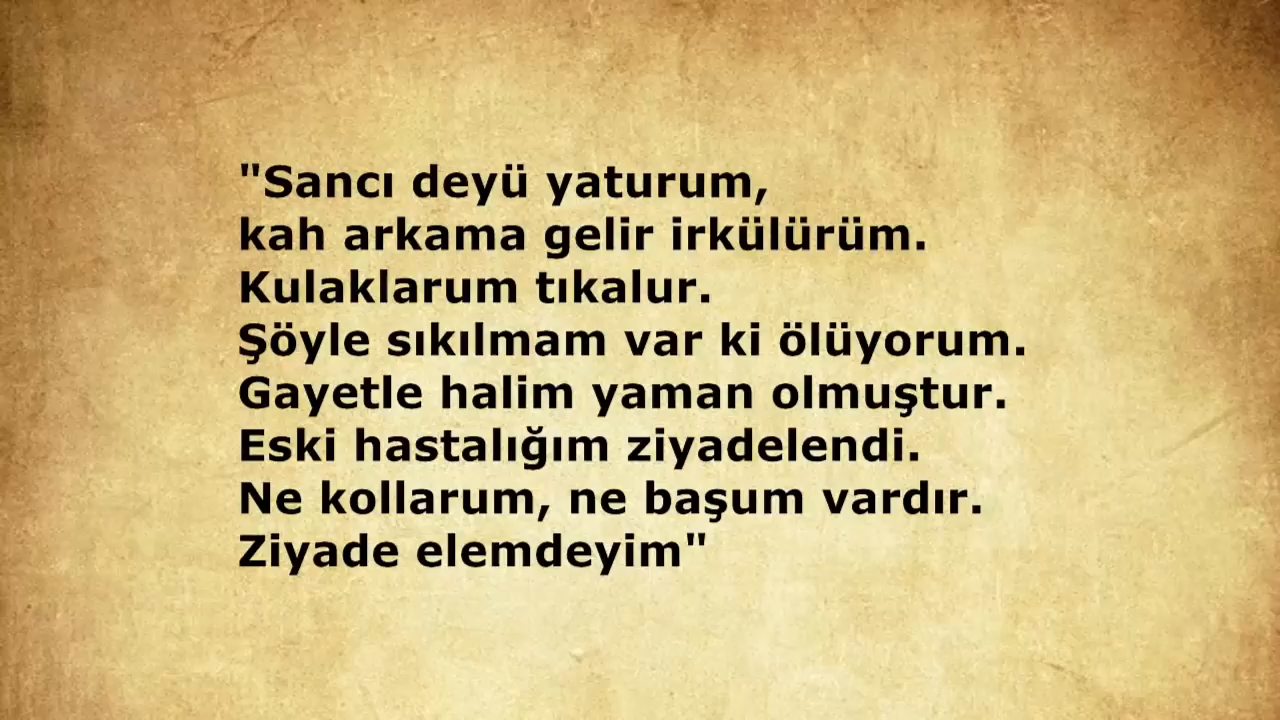 "Sancı deyü yaturum,
kah arkama gelir irkülürüm.
Kulaklarum tıkalur.
Şöyle sıkılmam var ki ölüyorum.
Gayetle halim yaman olmuştur.
Eski hastalığım ziyadelendi.
Ne kollarum, ne başum vardır.
Ziyade elemdeyim"